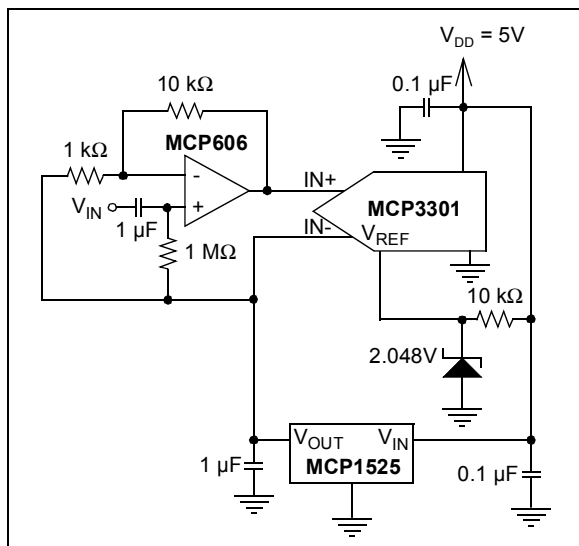 V_DD = 5V
0.1 µF
10 kΩ
MCP606
1 kΩ
-
+
V_IN
1 µF
1 MΩ
IN+
IN-
MCP3301
V_REF
10 kΩ
2.048V
V_OUT V_IN
MCP1525
1 µF
0.1 µF